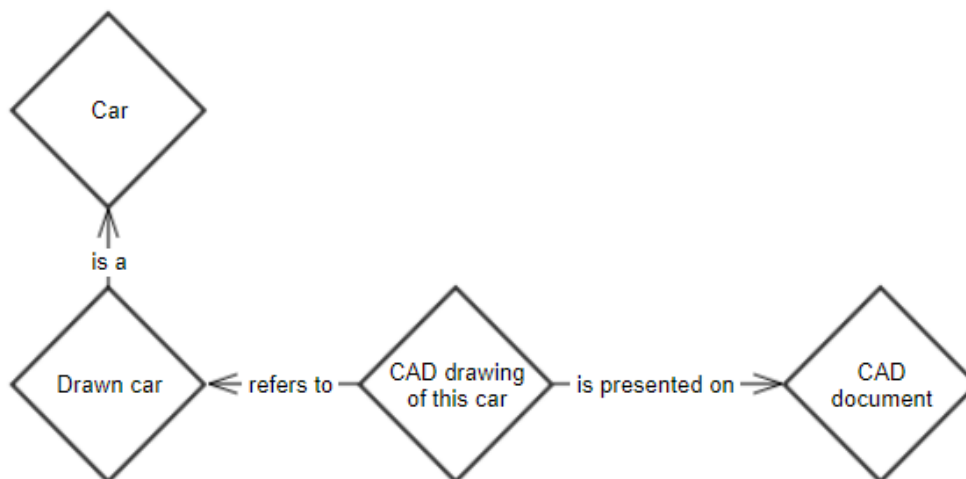 Car
is a
Drawn car
refers to
CAD drawing
of this car
is presented on
CAD
document